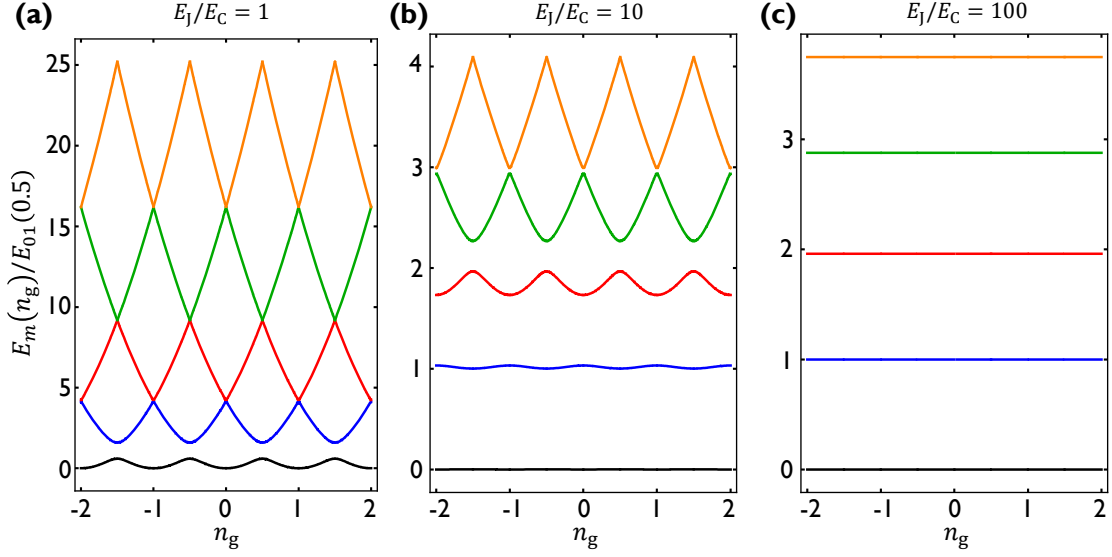 (a) E_J/E_C = 1
(b) E_J/E_C = 10
(c) E_J/E_C = 100
E_m(n_g)/E_01(0.5)
25
20
15
10
5
0
-2 -1 0 1 2
n_g
4
3
2
1
0
-2 -1 0 1 2
n_g
3
2
1
0
-2 -1 0 1 2
n_g